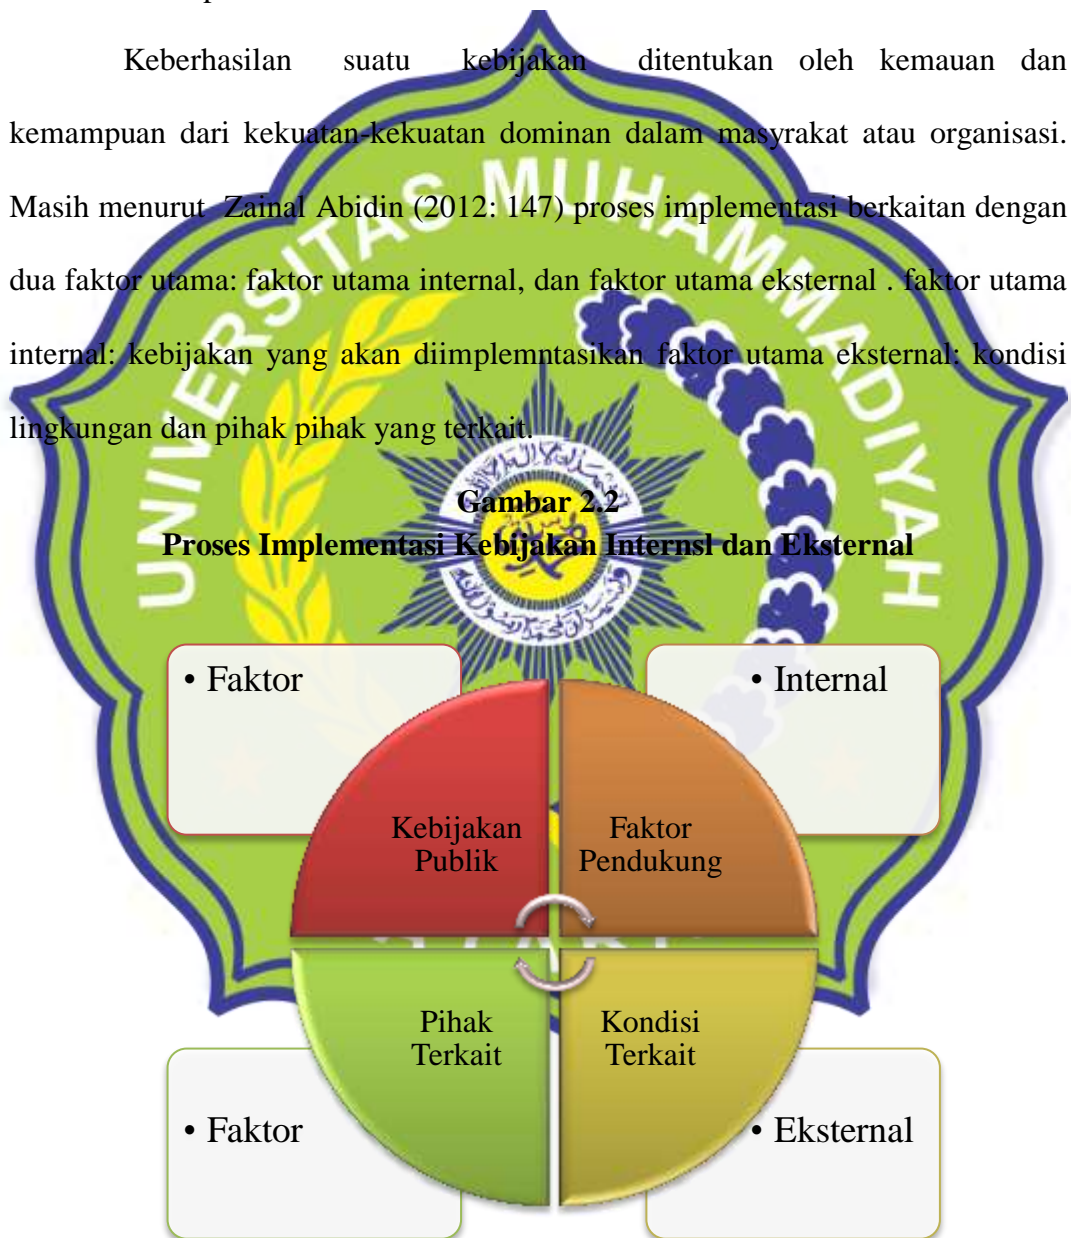 Keberhasilan suatu kebijakan ditentukan oleh kemauan dan
kemampuan dari kekuatan-kekuatan dominan dalam masyrakat atau organisasi.
Masih menurut Zainal Abidin (2012: 147) proses implementasi berkaitan dengan
dua faktor utama: faktor utama internal, dan faktor utama eksternal . faktor utama
internal: kebijakan yang akan diimplemntasikan faktor utama eksternal: kondisi
lingkungan dan pihak pihak yang terkait.
Gambar 2.2
Proses Implementasi Kebijakan Internsl dan Eksternal
UNIVERSITAS MUHAMMADIYAH
• Faktor
• Internal
Kebijakan
Publik
Faktor
Pendukung
Pihak
Terkait
Kondisi
Terkait
• Faktor
• Eksternal